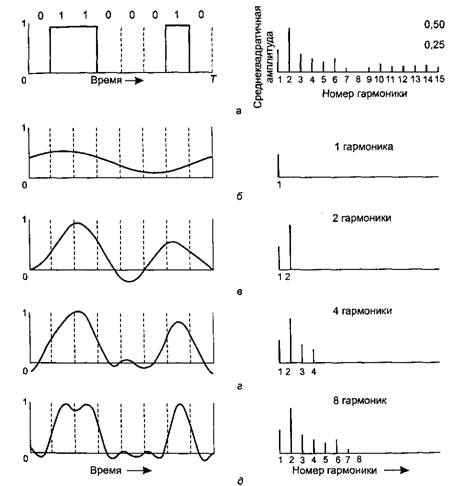 0 1 1 0 0 0 1 0
1
0
Время
T
Среднеквадратичная
амплитуда
0,50
0,25
1 2 3 4 5 6 7 8 9 10 11 12 13 14 15
Номер гармоники
а
1
0
1 гармоника
1
б
1
0
2 гармоники
1 2
в
1
0
4 гармоники
1 2 3 4
г
1
0
Время
8 гармоник
1 2 3 4 5 6 7 8
Номер гармоники
д